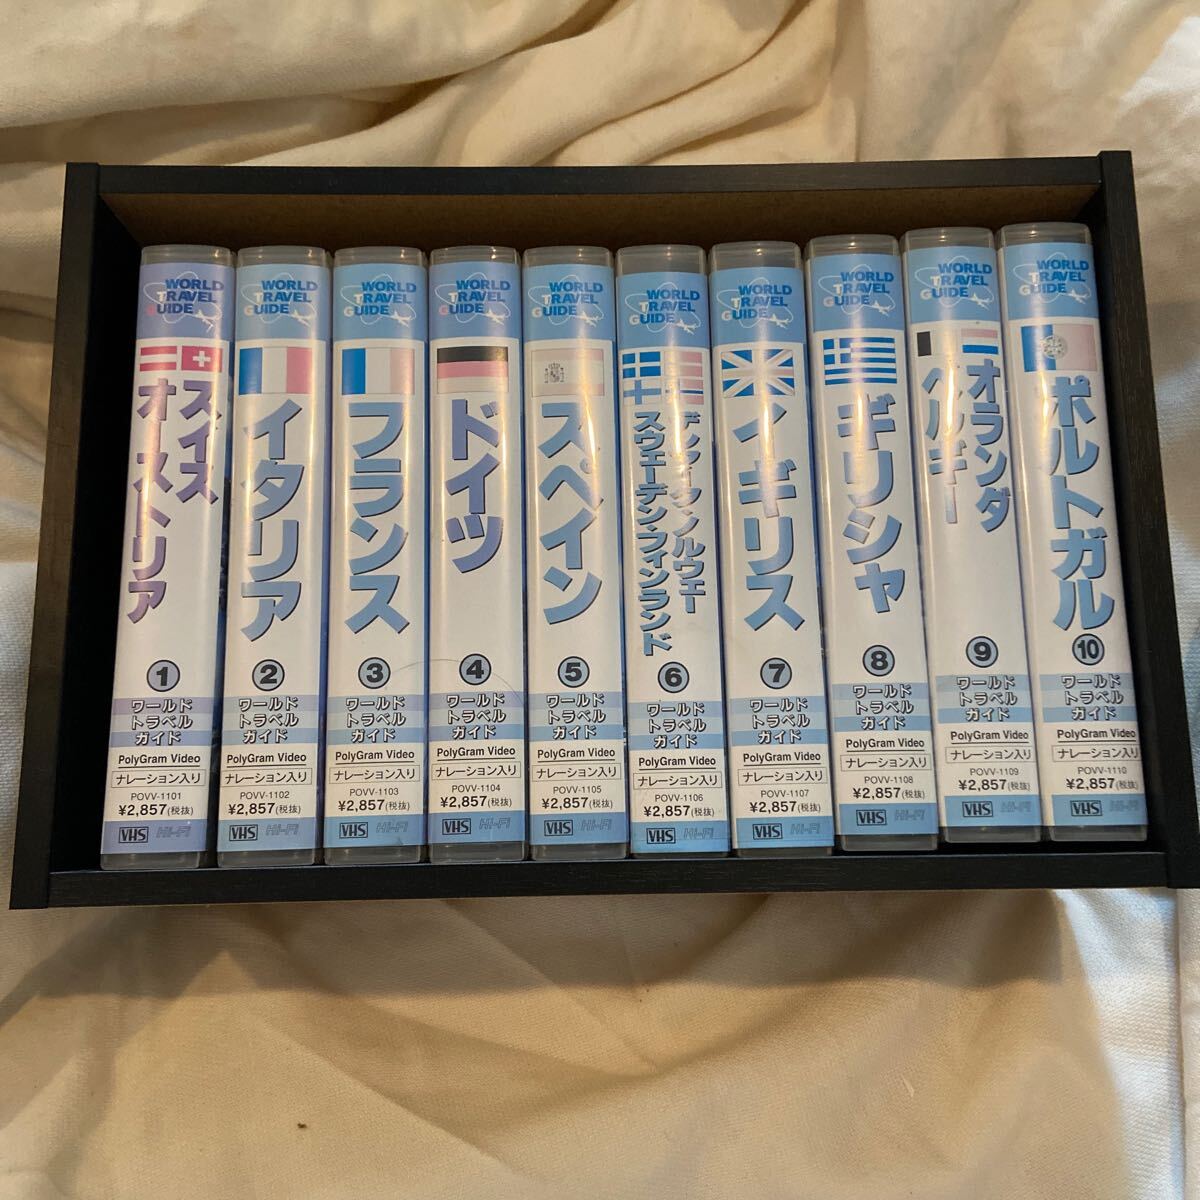 WORLD
TRAVEL
GUIDE
スイス
オーストリア
1
ワールド
トラベル
ガイド
PolyGram Video
ナレーション入り
POVV-1101
¥2,857(税抜)
VHS Hi-Fi
WORLD
TRAVEL
GUIDE
イタリア
2
ワールド
トラベル
ガイド
PolyGram Video
ナレーション入り
POVV-1102
¥2,857(税抜)
VHS Hi-Fi
WORLD
TRAVEL
GUIDE
フランス
3
ワールド
トラベル
ガイド
PolyGram Video
ナレーション入り
POVV-1103
¥2,857(税抜)
VHS Hi-Fi
WORLD
TRAVEL
GUIDE
ドイツ
4
ワールド
トラベル
ガイド
PolyGram Video
ナレーション入り
POVV-1104
¥2,857(税抜)
VHS Hi-Fi
WORLD
TRAVEL
GUIDE
スペイン
5
ワールド
トラベル
ガイド
PolyGram Video
ナレーション入り
POVV-1105
¥2,857(税抜)
VHS Hi-Fi
WORLD
TRAVEL
GUIDE
デンマーク・ノルウェー
スウェーデン・フィンランド
6
ワールド
トラベル
ガイド
PolyGram Video
ナレーション入り
POVV-1106
¥2,857(税抜)
VHS Hi-Fi
WORLD
TRAVEL
GUIDE
イギリス
7
ワールド
トラベル
ガイド
PolyGram Video
ナレーション入り
POVV-1107
¥2,857(税抜)
VHS Hi-Fi
WORLD
TRAVEL
GUIDE
ギリシャ
8
ワールド
トラベル
ガイド
PolyGram Video
ナレーション入り
POVV-1108
¥2,857(税抜)
VHS Hi-Fi
WORLD
TRAVEL
GUIDE
オランダ
ベルギー
9
ワールド
トラベル
ガイド
PolyGram Video
ナレーション入り
POVV-1109
¥2,857(税抜)
VHS Hi-Fi
WORLD
TRAVEL
GUIDE
ポルトガル
10
ワールド
トラベル
ガイド
PolyGram Video
ナレーション入り
POVV-1110
¥2,857(税抜)
VHS Hi-Fi